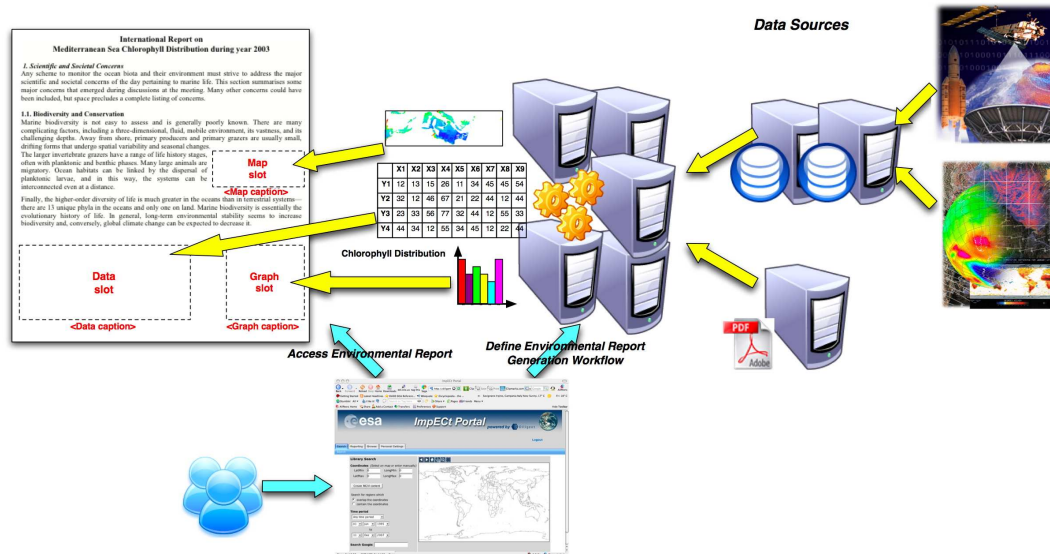 International Report on
Mediterranean Sea Chlorophyll Distribution during year 2003
1. Scientific and Societal Concerns
Any scheme to monitor the ocean biota and their environment must strive to address the major
scientific and societal concerns of the day pertaining to marine life. This section summarises some
major concerns that emerged during discussions at the meeting. Many other concerns could have
been included, but space precludes a complete listing of concerns.
1.1. Biodiversity and Conservation
Marine biodiversity is not easy to assess and is generally poorly known. There are many
complicating factors, including a three-dimensional, fluid, mobile environment, its vastness, and its
challenging depths. Away from shore, primary producers and primary grazers are usually small,
drifting forms that undergo spatial variability and seasonal changes.
The larger invertebrate grazers have a range of life history stages,
often with planktonic and benthic phases. Many large animals are
migratory. Ocean habitats can be linked by the dispersal of
planktonic larvae, and in this way, the systems can be
interconnected even at a distance.
Map
slot
<Map caption>
Finally, the higher-order diversity of life is much greater in the oceans than in terrestrial systems—
there are 13 unique phyla in the oceans and only one on land. Marine biodiversity is essentially the
evolutionary history of life. In general, long-term environmental stability seems to increase
biodiversity and, conversely, global climate change can be expected to decrease it.
Data
slot
<Data caption>
Graph
slot
<Graph caption>
X1 X2 X3 X4 X5 X6 X7 X8 X9
Y1 12 13 15 26 11 34 45 45 54
Y2 32 12 46 67 21 22 44 12 44
Y3 23 33 56 77 32 44 12 55 33
Y4 44 34 12 55 34 45 12 22 44
Chlorophyll Distribution
Data Sources
PDF
Adobe
Access Environmental Report
Define Environmental Report
Generation Workflow
esa
ImpECt Portal
powered by
Logout
Library Search
Time period